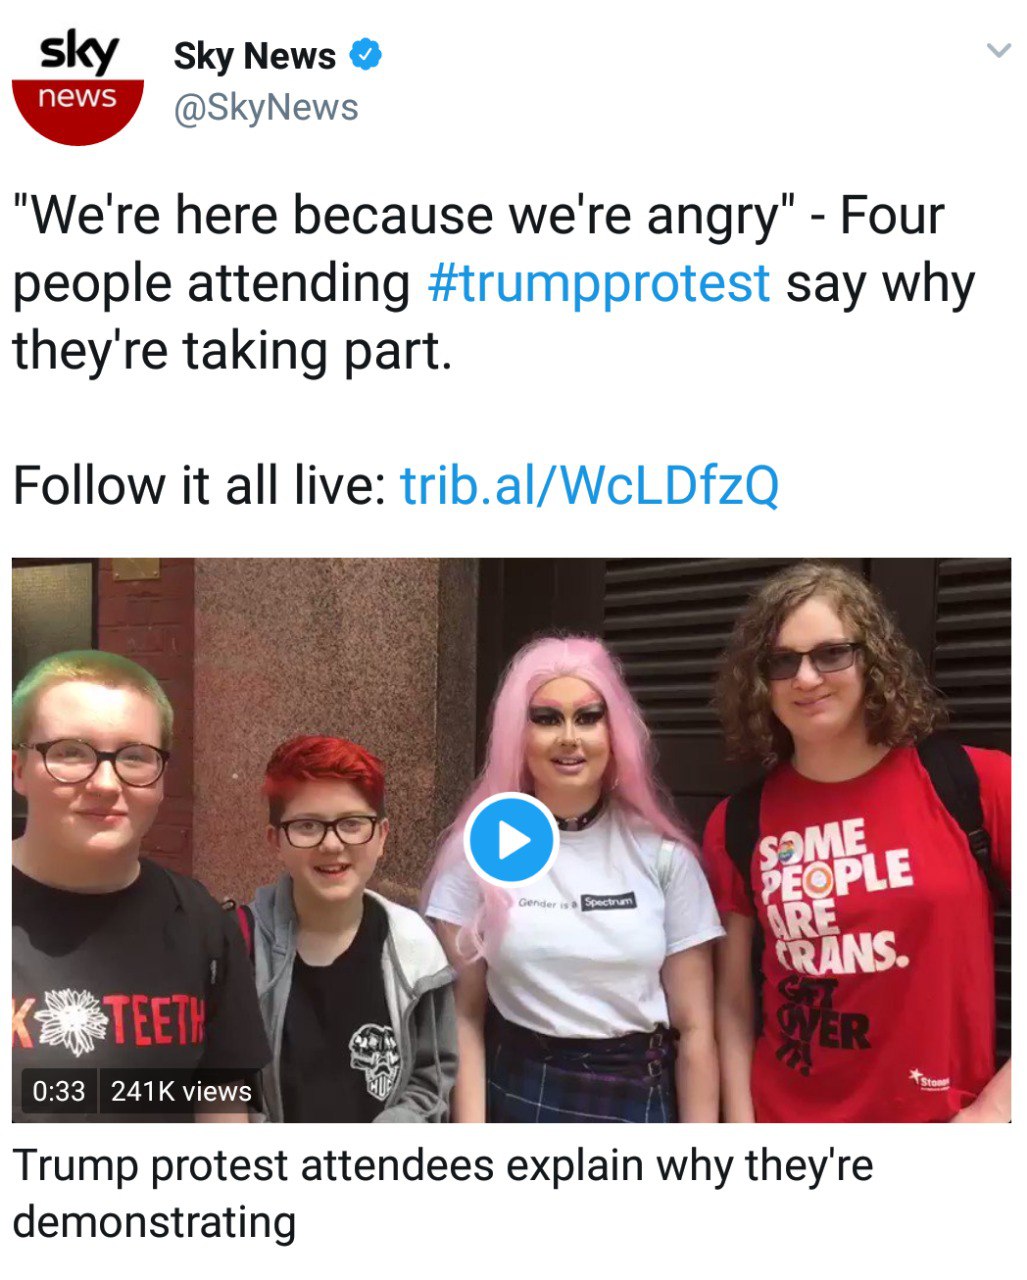 sky
news
Sky News
@SkyNews
"We're here because we're angry" - Four
people attending #trumpprotest say why
they're taking part.
Follow it all live: trib.al/WcLDfzQ
Gender is a Spectrum
SOME
PEOPLE
ARE
TRANS.
GET
OVER
IT!
K TEETH
HUF
0:33 241K views
Trump protest attendees explain why they're
demonstrating